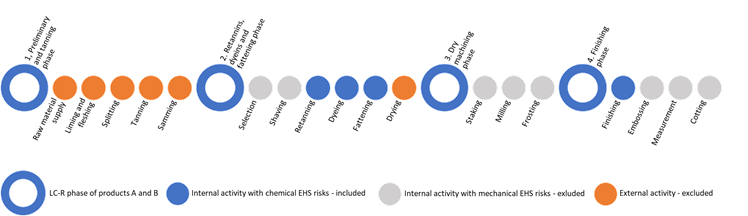 1. Preliminary
and tanning
phase
Raw material
supply
Liming and
fleshing
Splitting
Tanning
Samming
2. Retannins,
dyeins and
fattening phase
Selection
Shaving
Retanning
Dyeing
Fattening
Drying
3. Dry
machining
phase
Staking
Milling
Frosting
4. Finishing
phase
Finishing
Embossing
Measurement
Cotting
LC-R phase of products A and B
Internal activity with chemical EHS risks - included
Internal activity with mechanical EHS risks - exluded
External activity - excluded